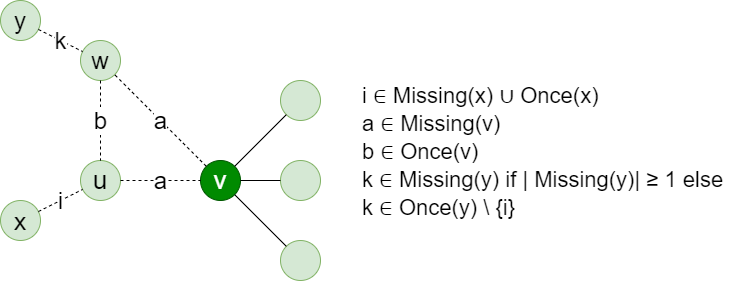 y
k
w
b
a
u
a
v
i
x
i ∈ Missing(x) ∪ Once(x)
a ∈ Missing(v)
b ∈ Once(v)
k ∈ Missing(y) if | Missing(y)| ≥ 1 else
k ∈ Once(y) \ {i}